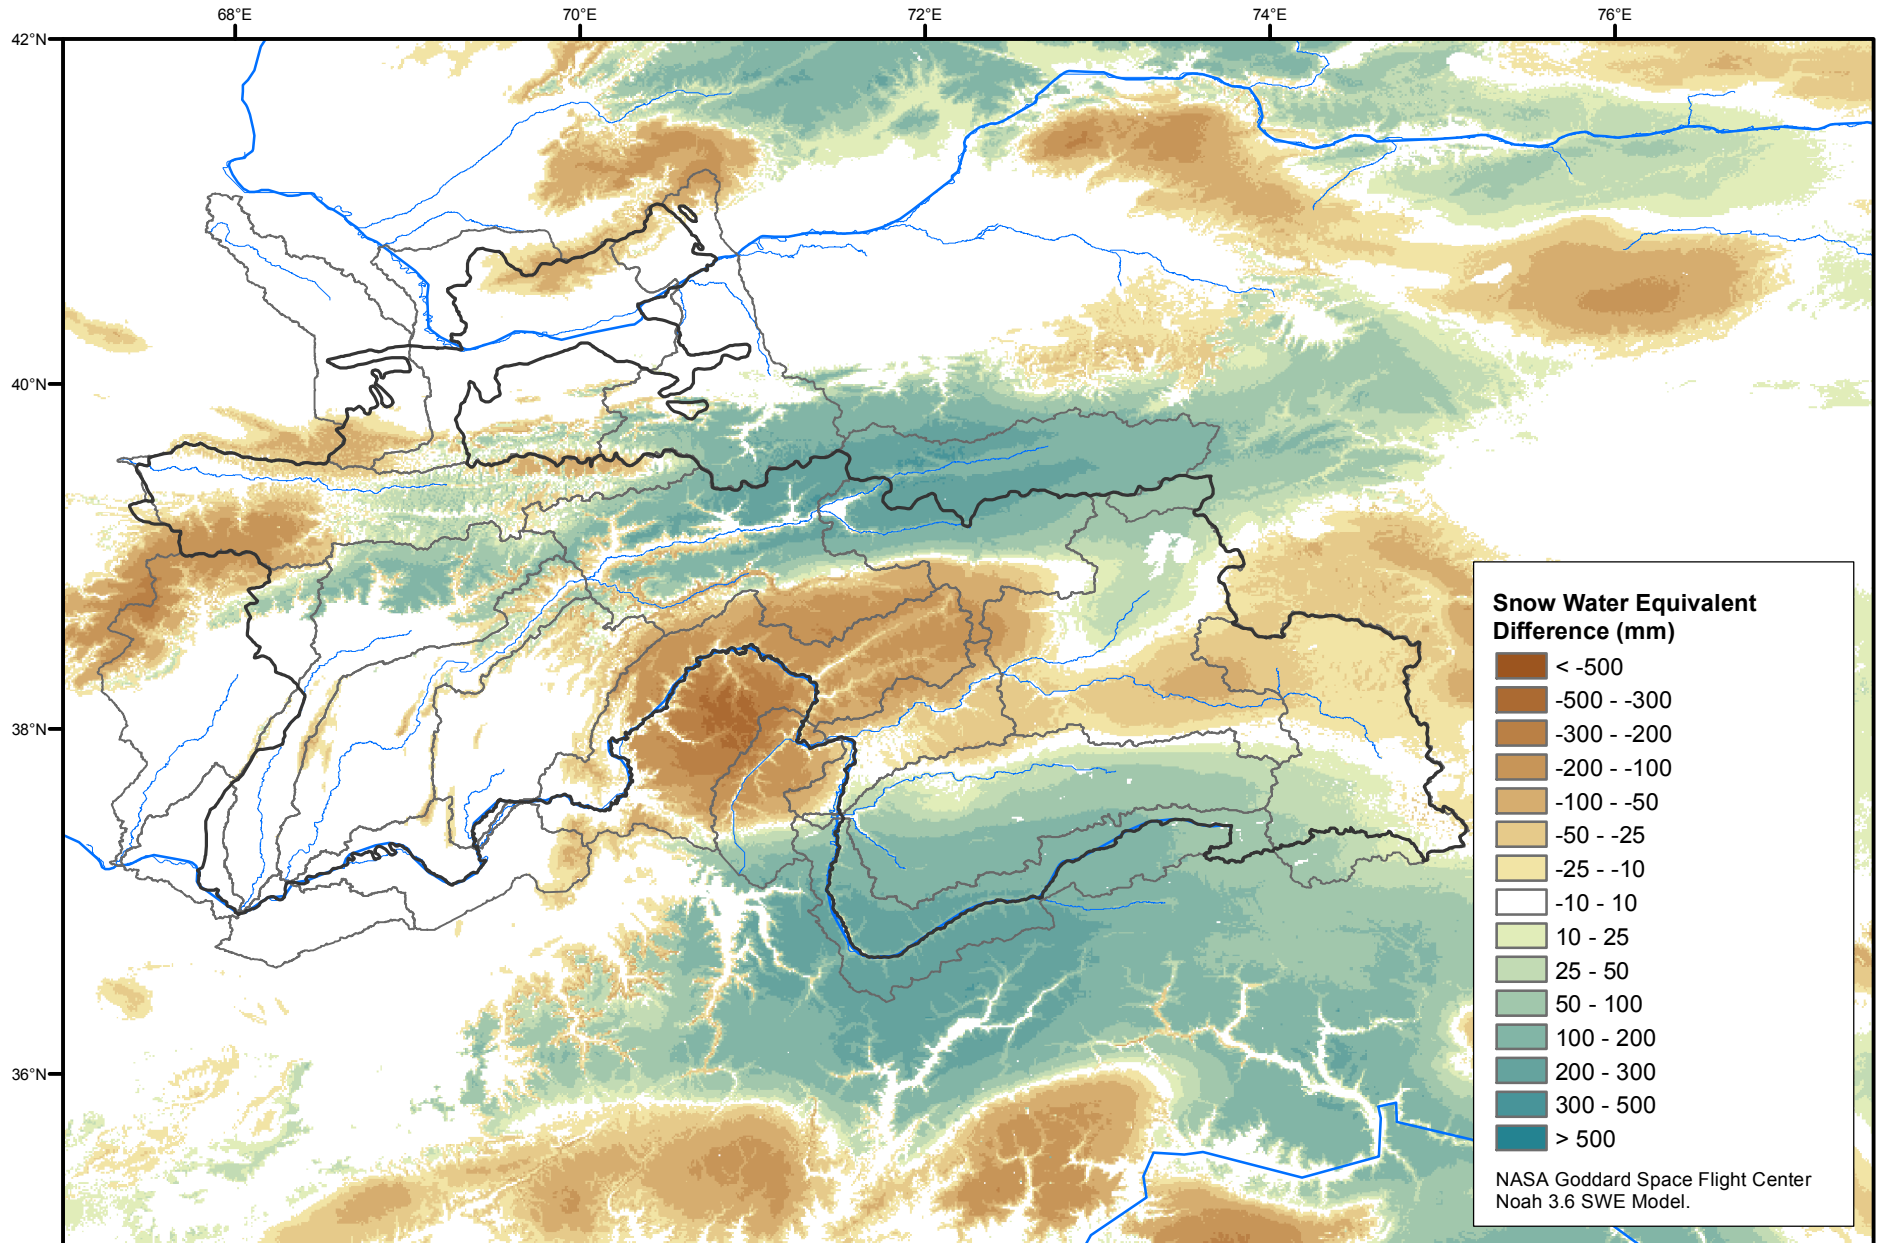 68°E 70°E 72°E 74°E 76°E
42°N
40°N
38°N
36°N
Snow Water Equivalent
Difference (mm)
< -500
-500 - -300
-300 - -200
-200 - -100
-100 - -50
-50 - -25
-25 - -10
-10 - 10
10 - 25
25 - 50
50 - 100
100 - 200
200 - 300
300 - 500
> 500
NASA Goddard Space Flight Center
Noah 3.6 SWE Model.